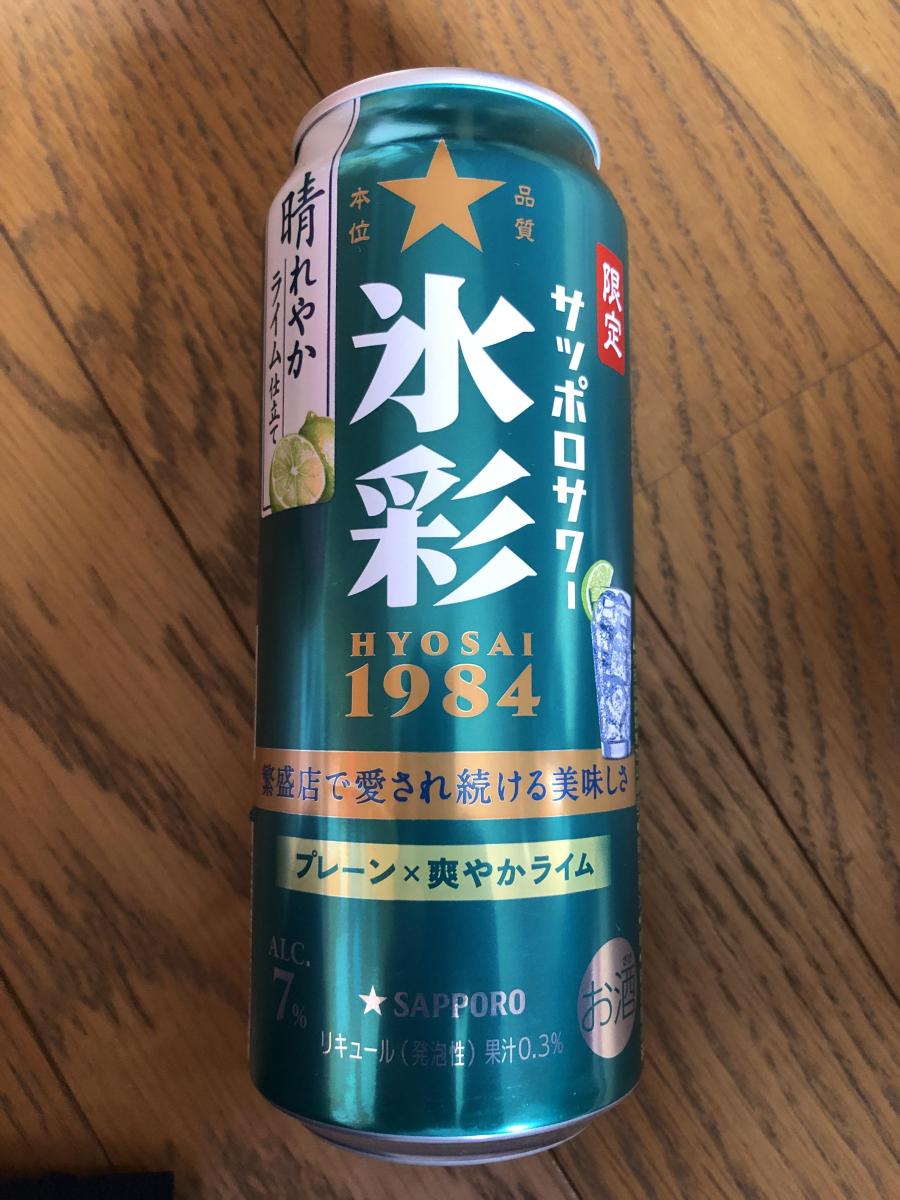 晴れやか
ライム仕立て
品質
本位
限定
サッポロサワー
氷彩
HYOSAI
1984
繁盛店で愛され続ける美味しさ
プレーン×爽やかライム
ALC.
7%
SAPPORO
お酒
リキュール(発泡性) 果汁0.3%